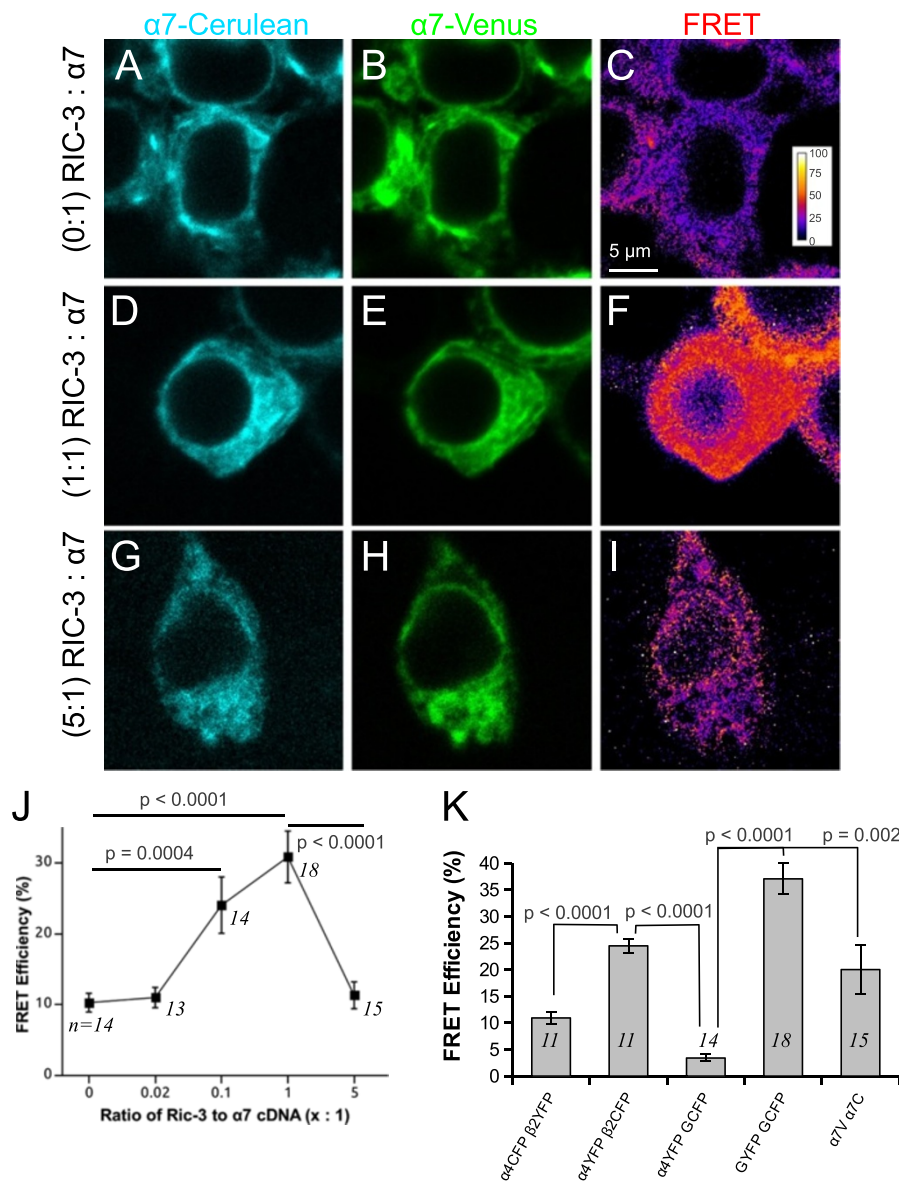 α7-Cerulean α7-Venus FRET
(0:1) RIC-3 : α7
A B C
100
75
50
25
0
5 µm
(1:1) RIC-3 : α7
D E F
(5:1) RIC-3 : α7
G H I
J
p < 0.0001
p = 0.0004
p < 0.0001
FRET Efficiency (%)
30
20
10
0
n=14
13
14
18
15
0 0.02 0.1 1 5
Ratio of Ric-3 to α7 cDNA (x : 1)
K
p < 0.0001 p = 0.002
p < 0.0001 p < 0.0001
FRET Efficiency (%)
40
35
30
25
20
15
10
5
0
11 11 14 18 15
α4CFP β2YFP
α4YFP β2CFP
α4YFP GCFP
GYFP GCFP
α7V α7C